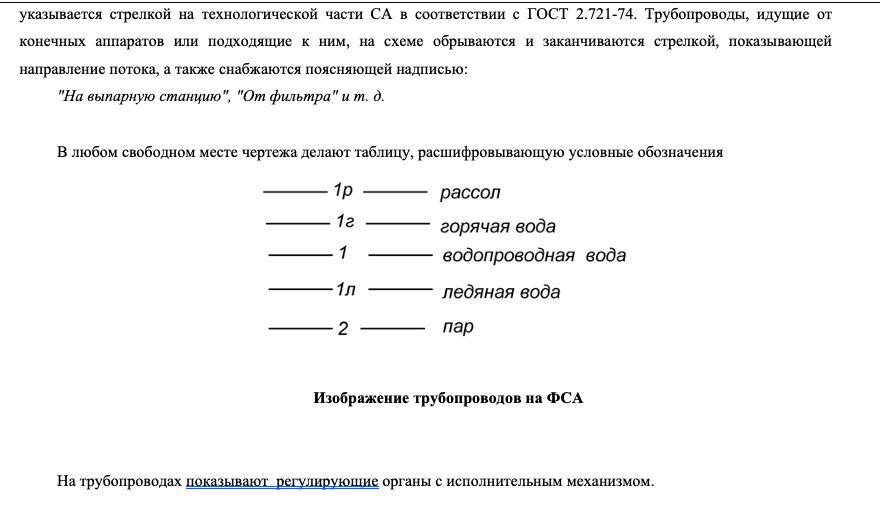 указывается стрелкой на технологической части СА в соответствии с ГОСТ 2.721-74. Трубопроводы, идущие от
конечных аппаратов или подходящие к ним, на схеме обрываются и заканчиваются стрелкой, показывающей
направление потока, а также снабжаются поясняющей надписью:
"На выпарную станцию", "От фильтра" и т. д.
В любом свободном месте чертежа делают таблицу, расшифровывающую условные обозначения
1р рассол
1г горячая вода
1 водопроводная вода
1л ледяная вода
2 пар
Изображение трубопроводов на ФСА
На трубопроводах показывают регулирующие органы с исполнительным механизмом.